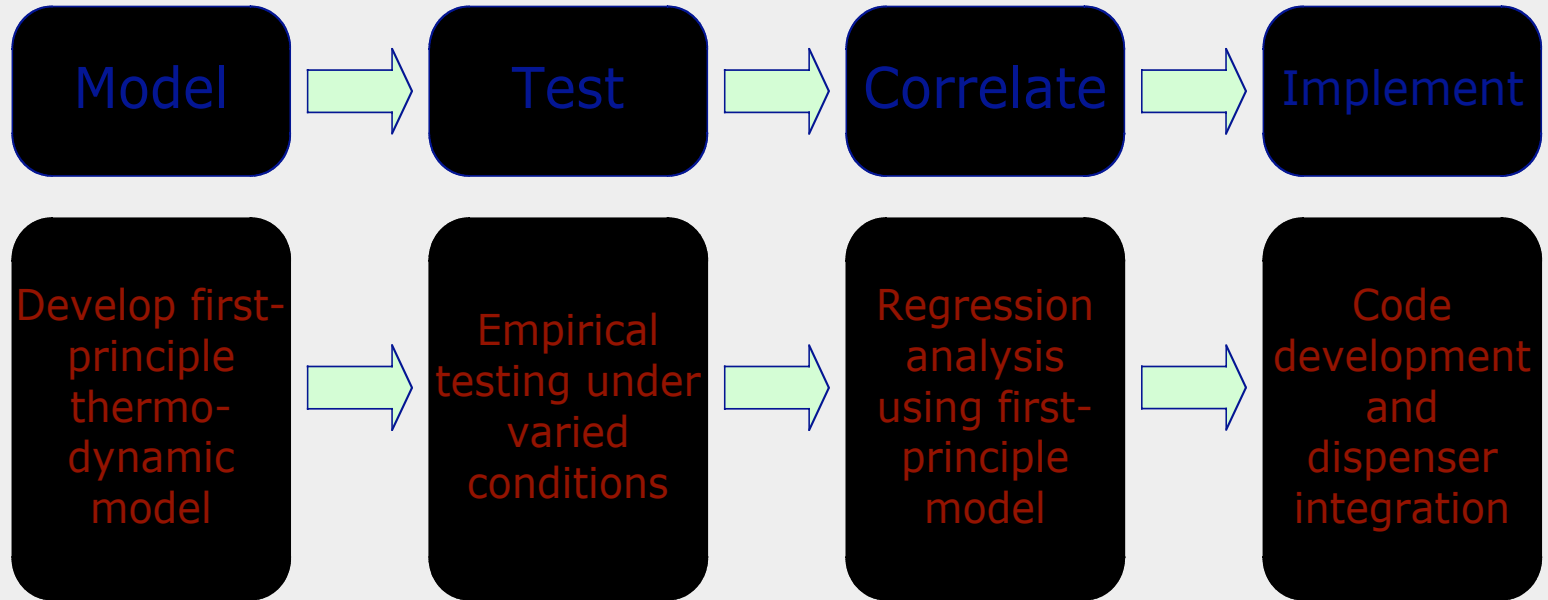 Model
Test
Correlate
Implement
Develop first-
principle
thermo-
dynamic
model
Empirical
testing under
varied
conditions
Regression
analysis
using first-
principle
model
Code
development
and
dispenser
integration